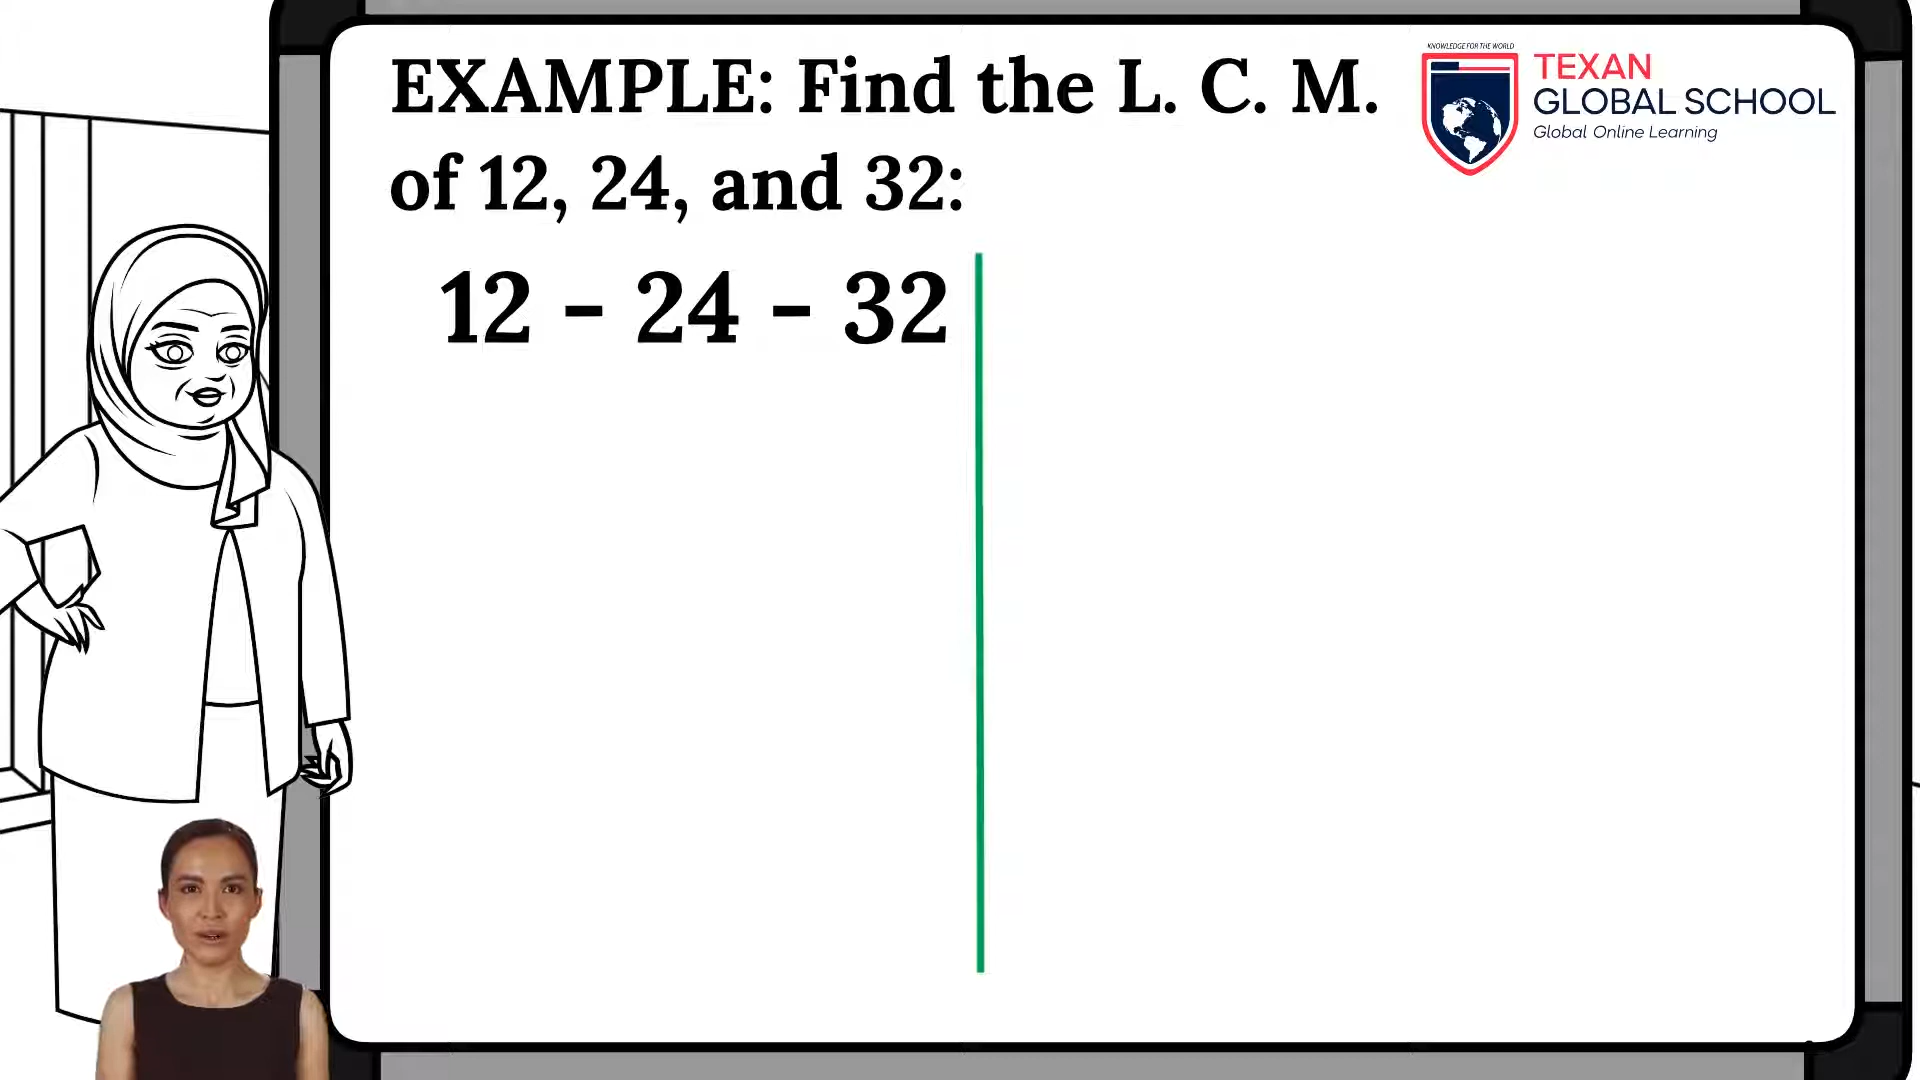 EXAMPLE: Find the L. C. M.
of 12, 24, and 32:
12 - 24 - 32
KNOWLEDGE FOR THE WORLD
TEXAN
GLOBAL SCHOOL
Global Online Learning